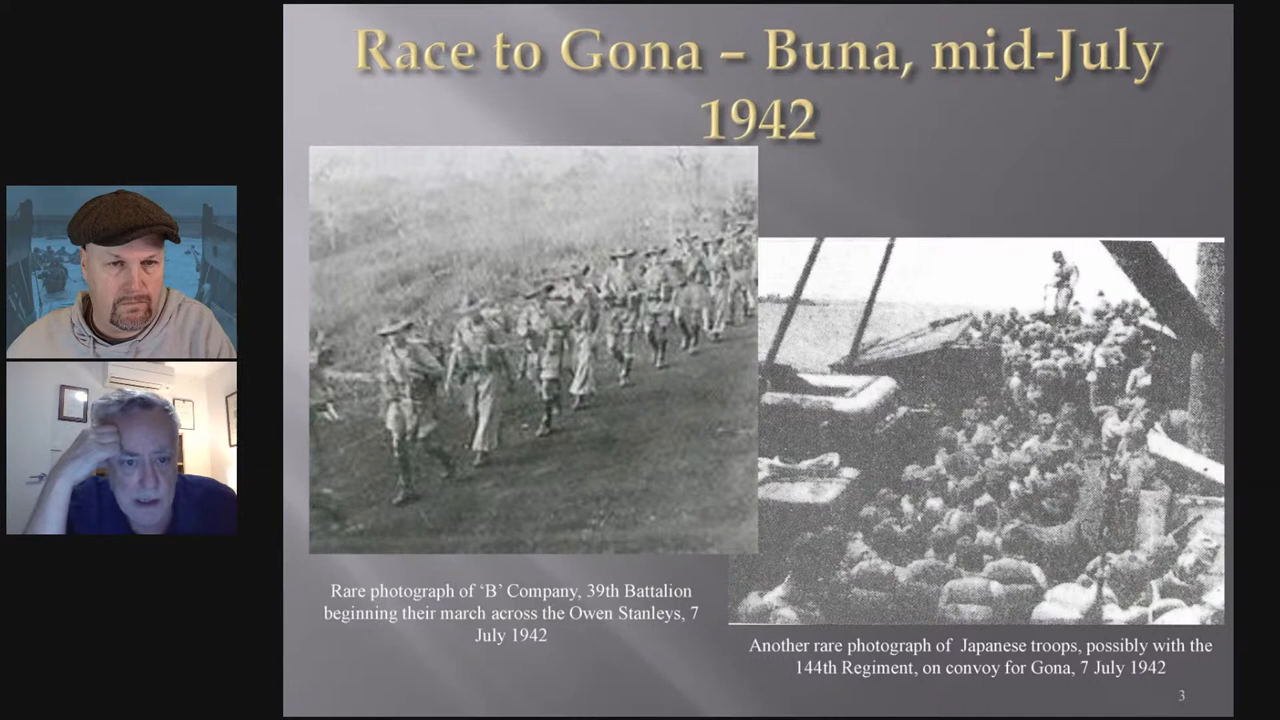 Race to Gona – Buna, mid-July
1942
Rare photograph of ‘B’ Company, 39th Battalion
beginning their march across the Owen Stanleys, 7
July 1942
Another rare photograph of  Japanese troops, possibly with the
144th Regiment, on convoy for Gona, 7 July 1942
3